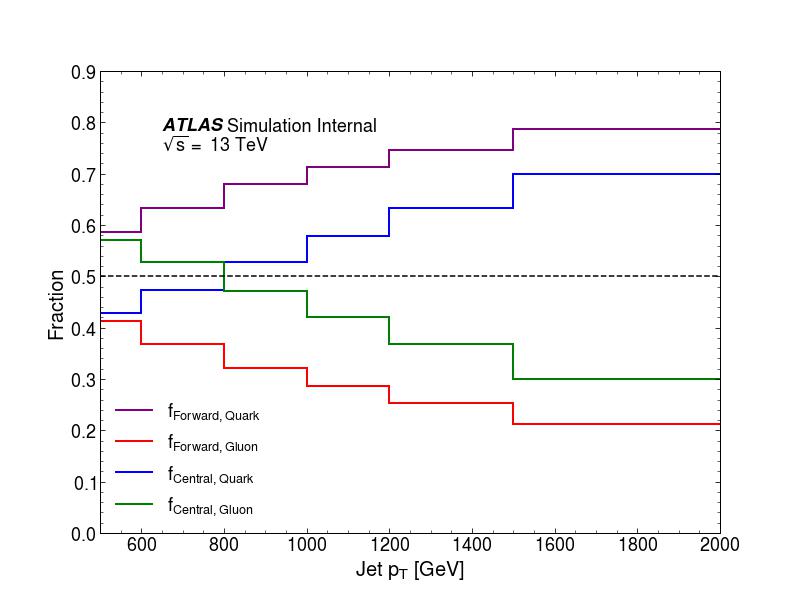 0.9
0.8
0.7
0.6
0.5
0.4
0.3
0.2
0.1
0.0
Fraction
ATLAS Simulation Internal
√s = 13 TeV
fForward, Quark
fForward, Gluon
fCentral, Quark
fCentral, Gluon
600 800 1000 1200 1400 1600 1800 2000
Jet pT [GeV]